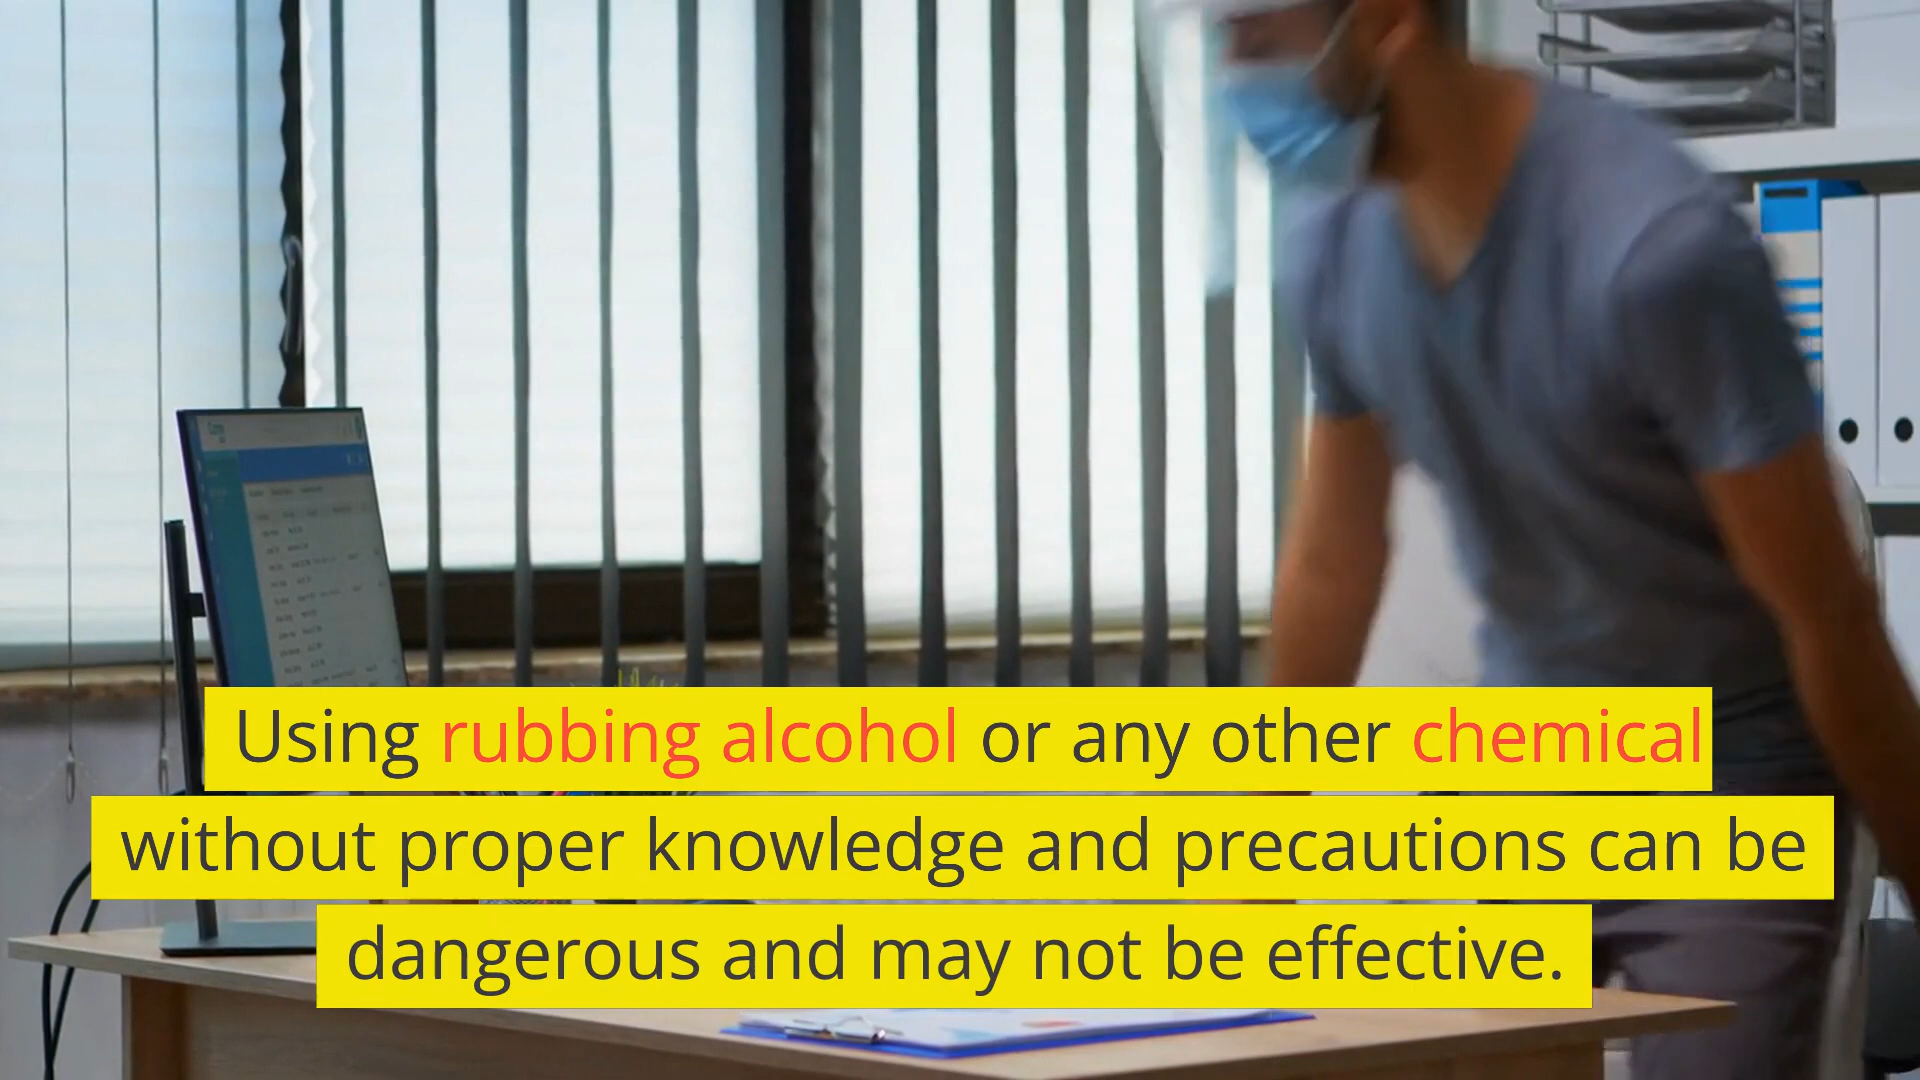 Using rubbing alcohol or any other chemical
without proper knowledge and precautions can be
dangerous and may not be effective.